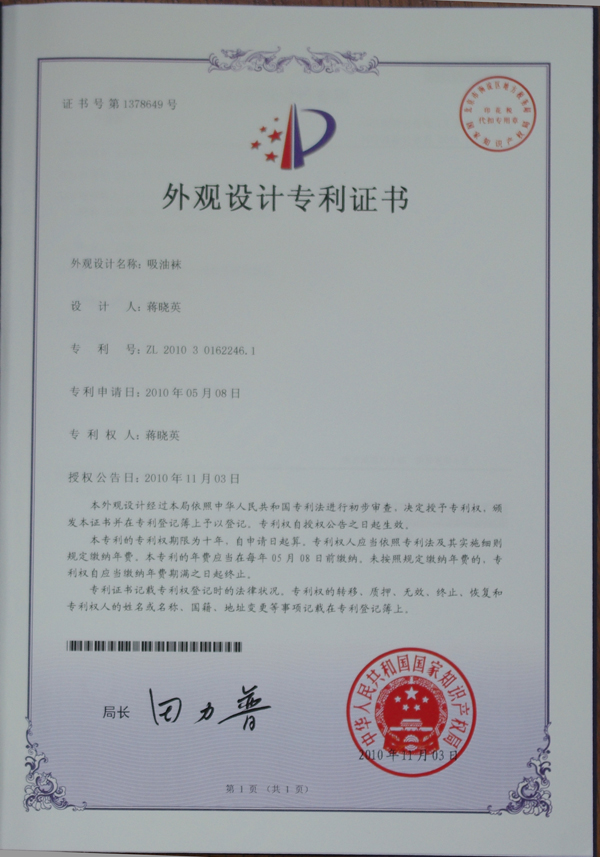 证书号第1378649号
外观设计专利证书
外观设计名称：吸油袜
设计人：蒋晓英
专利号：ZL 2010 3 0162246.1
专利申请日：2010年05月08日
专利权人：蒋晓英
授权公告日：2010年11月03日
本外观设计经过本局依照中华人民共和国专利法进行初步审查，决定授予专利权，颁
发本证书并在专利登记簿上予以登记。专利权自授权公告之日起生效。
本专利的专利权期限为十年，自申请日起算。专利权人应当依照专利法及其实施细则
规定缴纳年费。本专利的年费应当在每年05月08日前缴纳。未按照规定缴纳年费的，专
利权自应当缴纳年费期满之日起终止。
专利证书记载专利权登记时的法律状况。专利权的转移、质押、无效、终止、恢复和
专利权人的姓名或名称、国籍、地址变更等事项记载在专利登记簿上。
局长 田力普
中华人民共和国国家知识产权局
2010年11月03日
第1页（共1页）